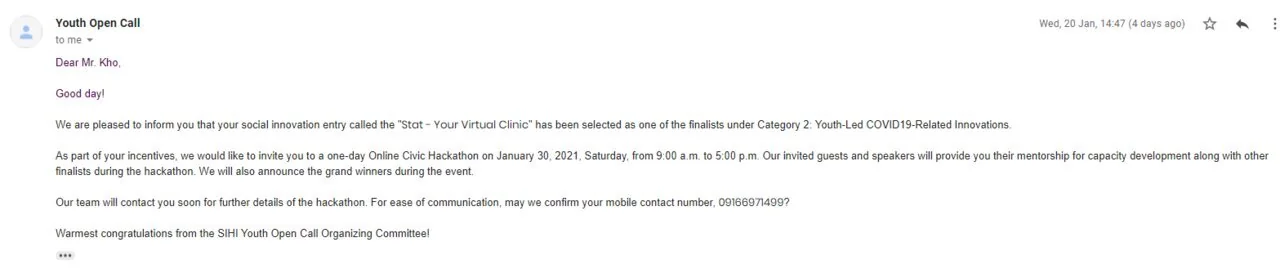 Youth Open Call
Wed, 20 Jan, 14:47 (4 days ago)
to me
Dear Mr. Kho,
Good day!
We are pleased to inform you that your social innovation entry called the "Stat - Your Virtual Clinic" has been selected as one of the finalists under Category 2: Youth-Led COVID19-Related Innovations.
As part of your incentives, we would like to invite you to a one-day Online Civic Hackathon on January 30, 2021, Saturday, from 9:00 a.m. to 5:00 p.m. Our invited guests and speakers will provide you their mentorship for capacity development along with other
finalists during the hackathon. We will also announce the grand winners during the event.
Our team will contact you soon for further details of the hackathon. For ease of communication, may we confirm your mobile contact number, 09166971499?
Warmest congratulations from the SIHI Youth Open Call Organizing Committee!